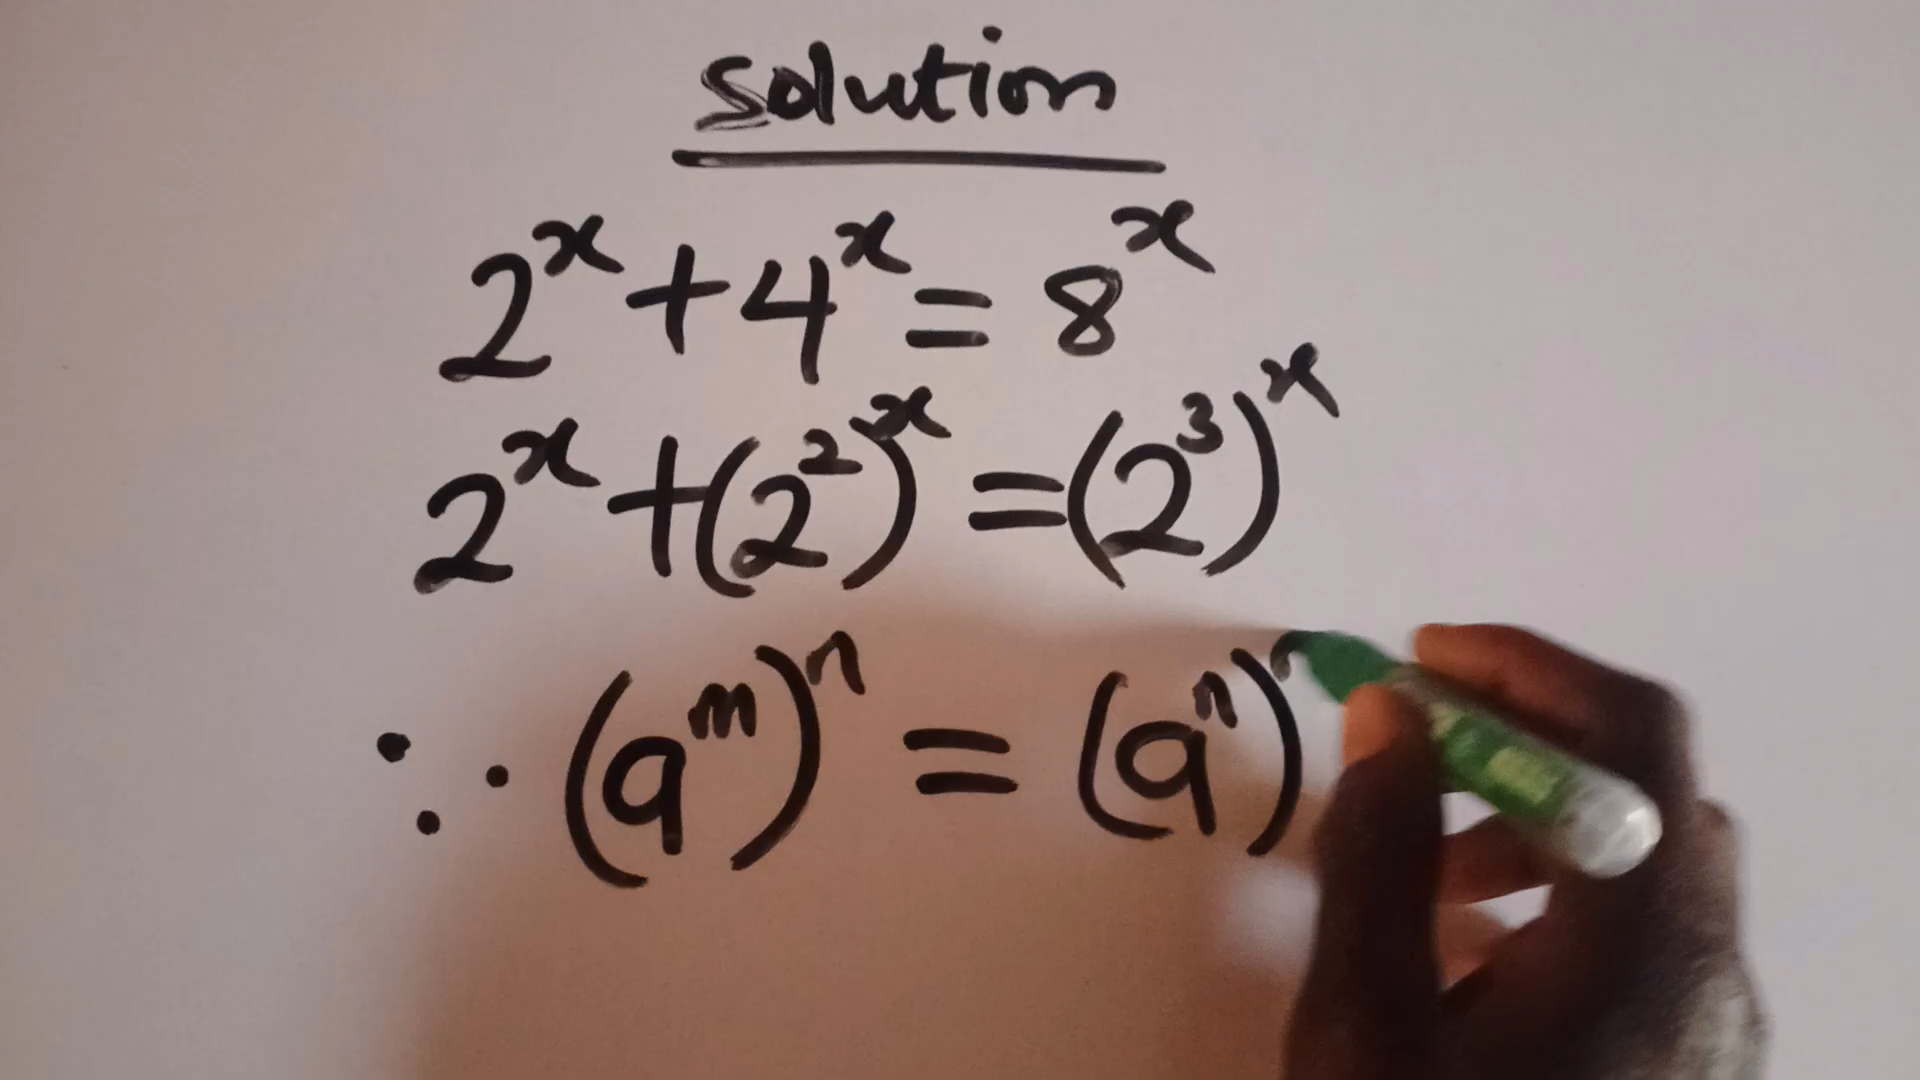 Solution
2^x + 4^x = 8^x
2^x + (2^2)^x = (2^3)^x
∵ (a^m)^n = (a^n)